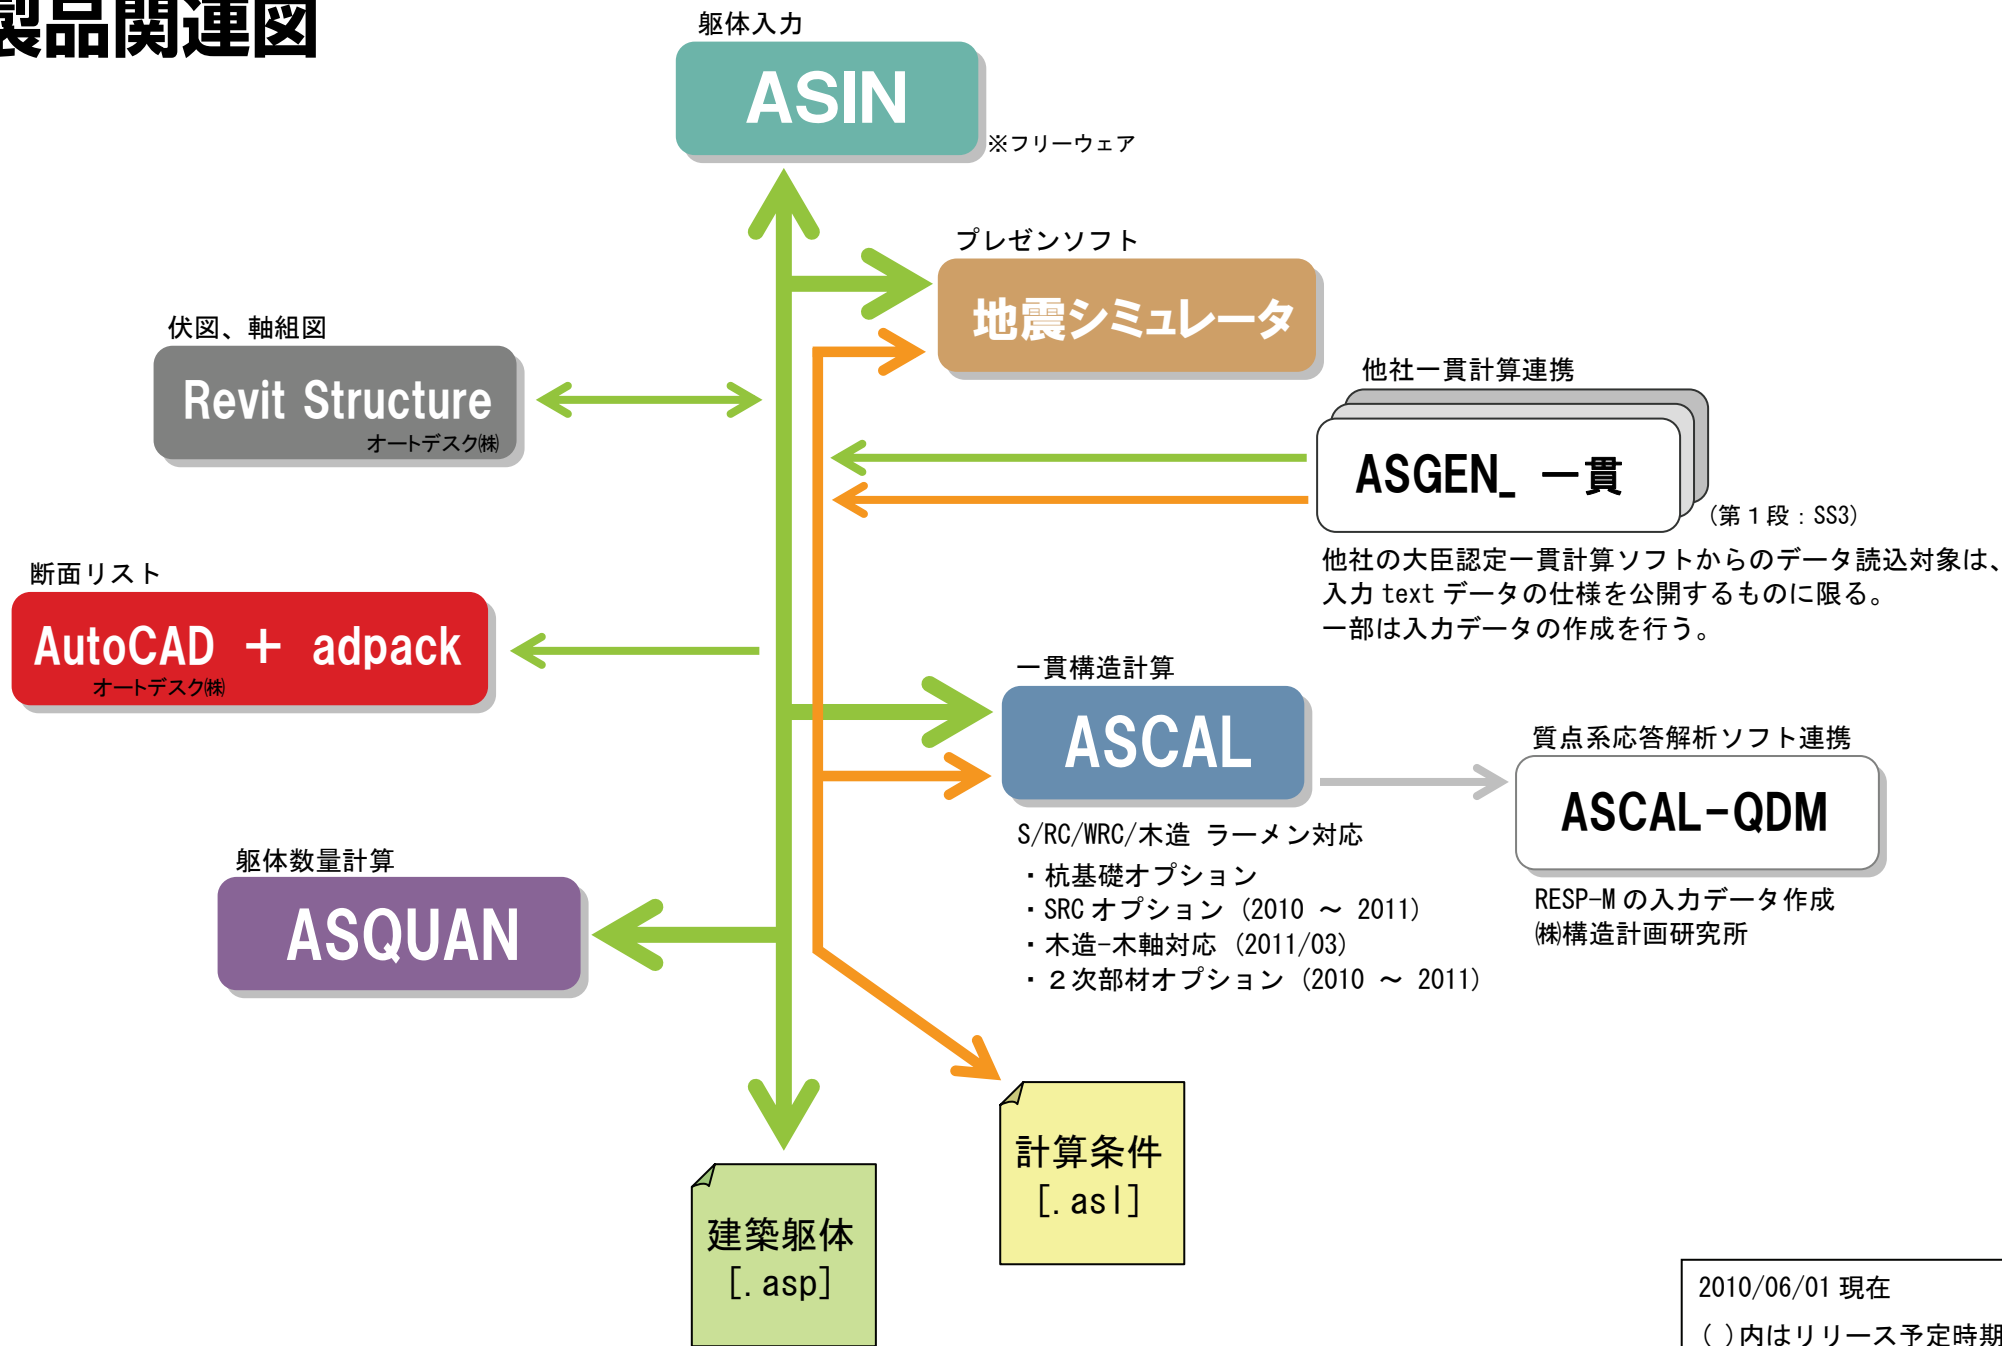 製品関連図
躯体入力
ASIN
※フリーウェア
プレゼンソフト
地震シミュレータ
伏図、軸組図
Revit Structure
オートデスク㈱
他社一貫計算連携
ASGEN_ 一貫
(第１段：SS3)
他社の大臣認定一貫計算ソフトからのデータ読込対象は、
入力 text データの仕様を公開するものに限る。
一部は入力データの作成を行う。
断面リスト
AutoCAD ＋ adpack
オートデスク㈱
一貫構造計算
ASCAL
S/RC/WRC/木造 ラーメン対応
・杭基礎オプション
・SRC オプション (2010 ～ 2011)
・木造-木軸対応 (2011/03)
・２次部材オプション (2010 ～ 2011)
質点系応答解析ソフト連携
ASCAL-QDM
RESP-M の入力データ作成
㈱構造計画研究所
躯体数量計算
ASQUAN
計算条件
[.asl]
建築躯体
[.asp]
2010/06/01 現在
( )内はリリース予定時期